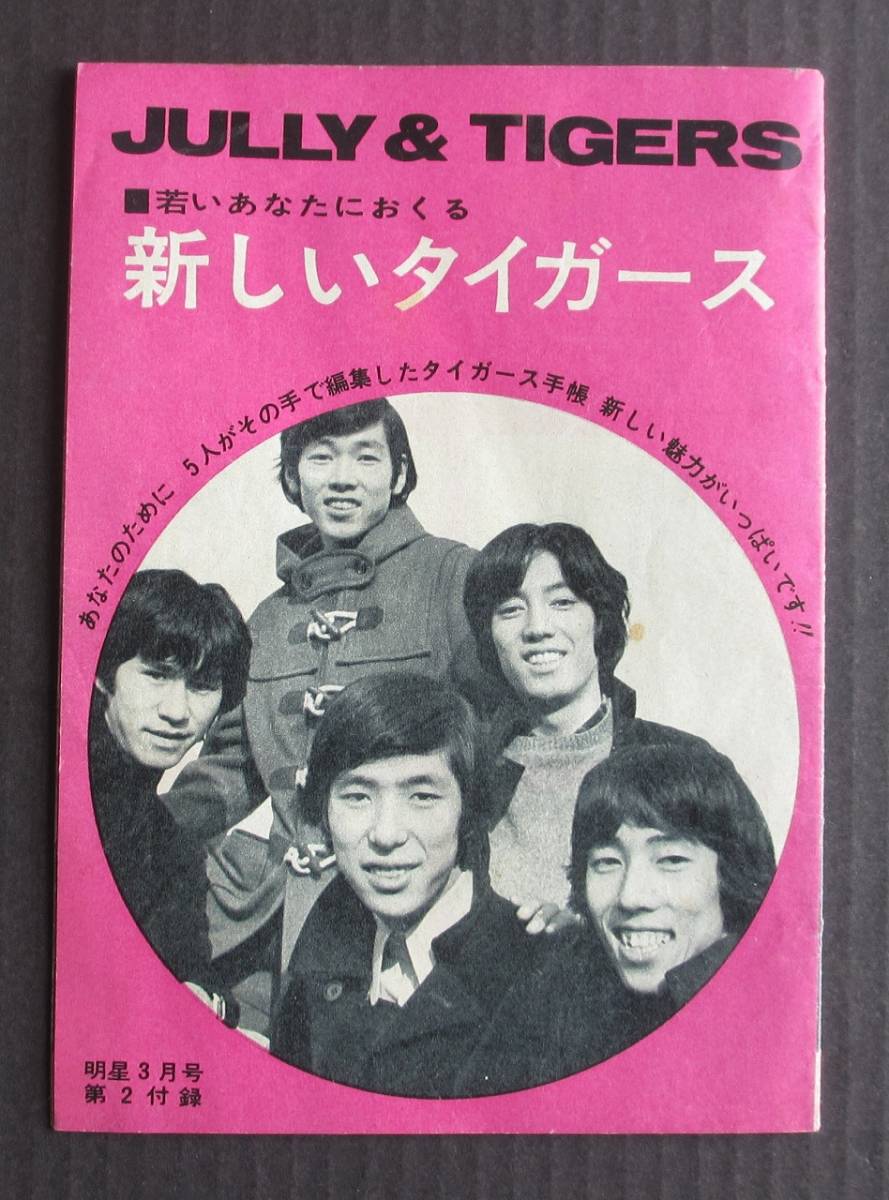 JULLY & TIGERS
■若いあなたにおくる
新しいタイガース
あなたのために 5人がその手で編集したタイガース手帳 新しい魅力がいっぱいです!!
明星3月号
第2付録